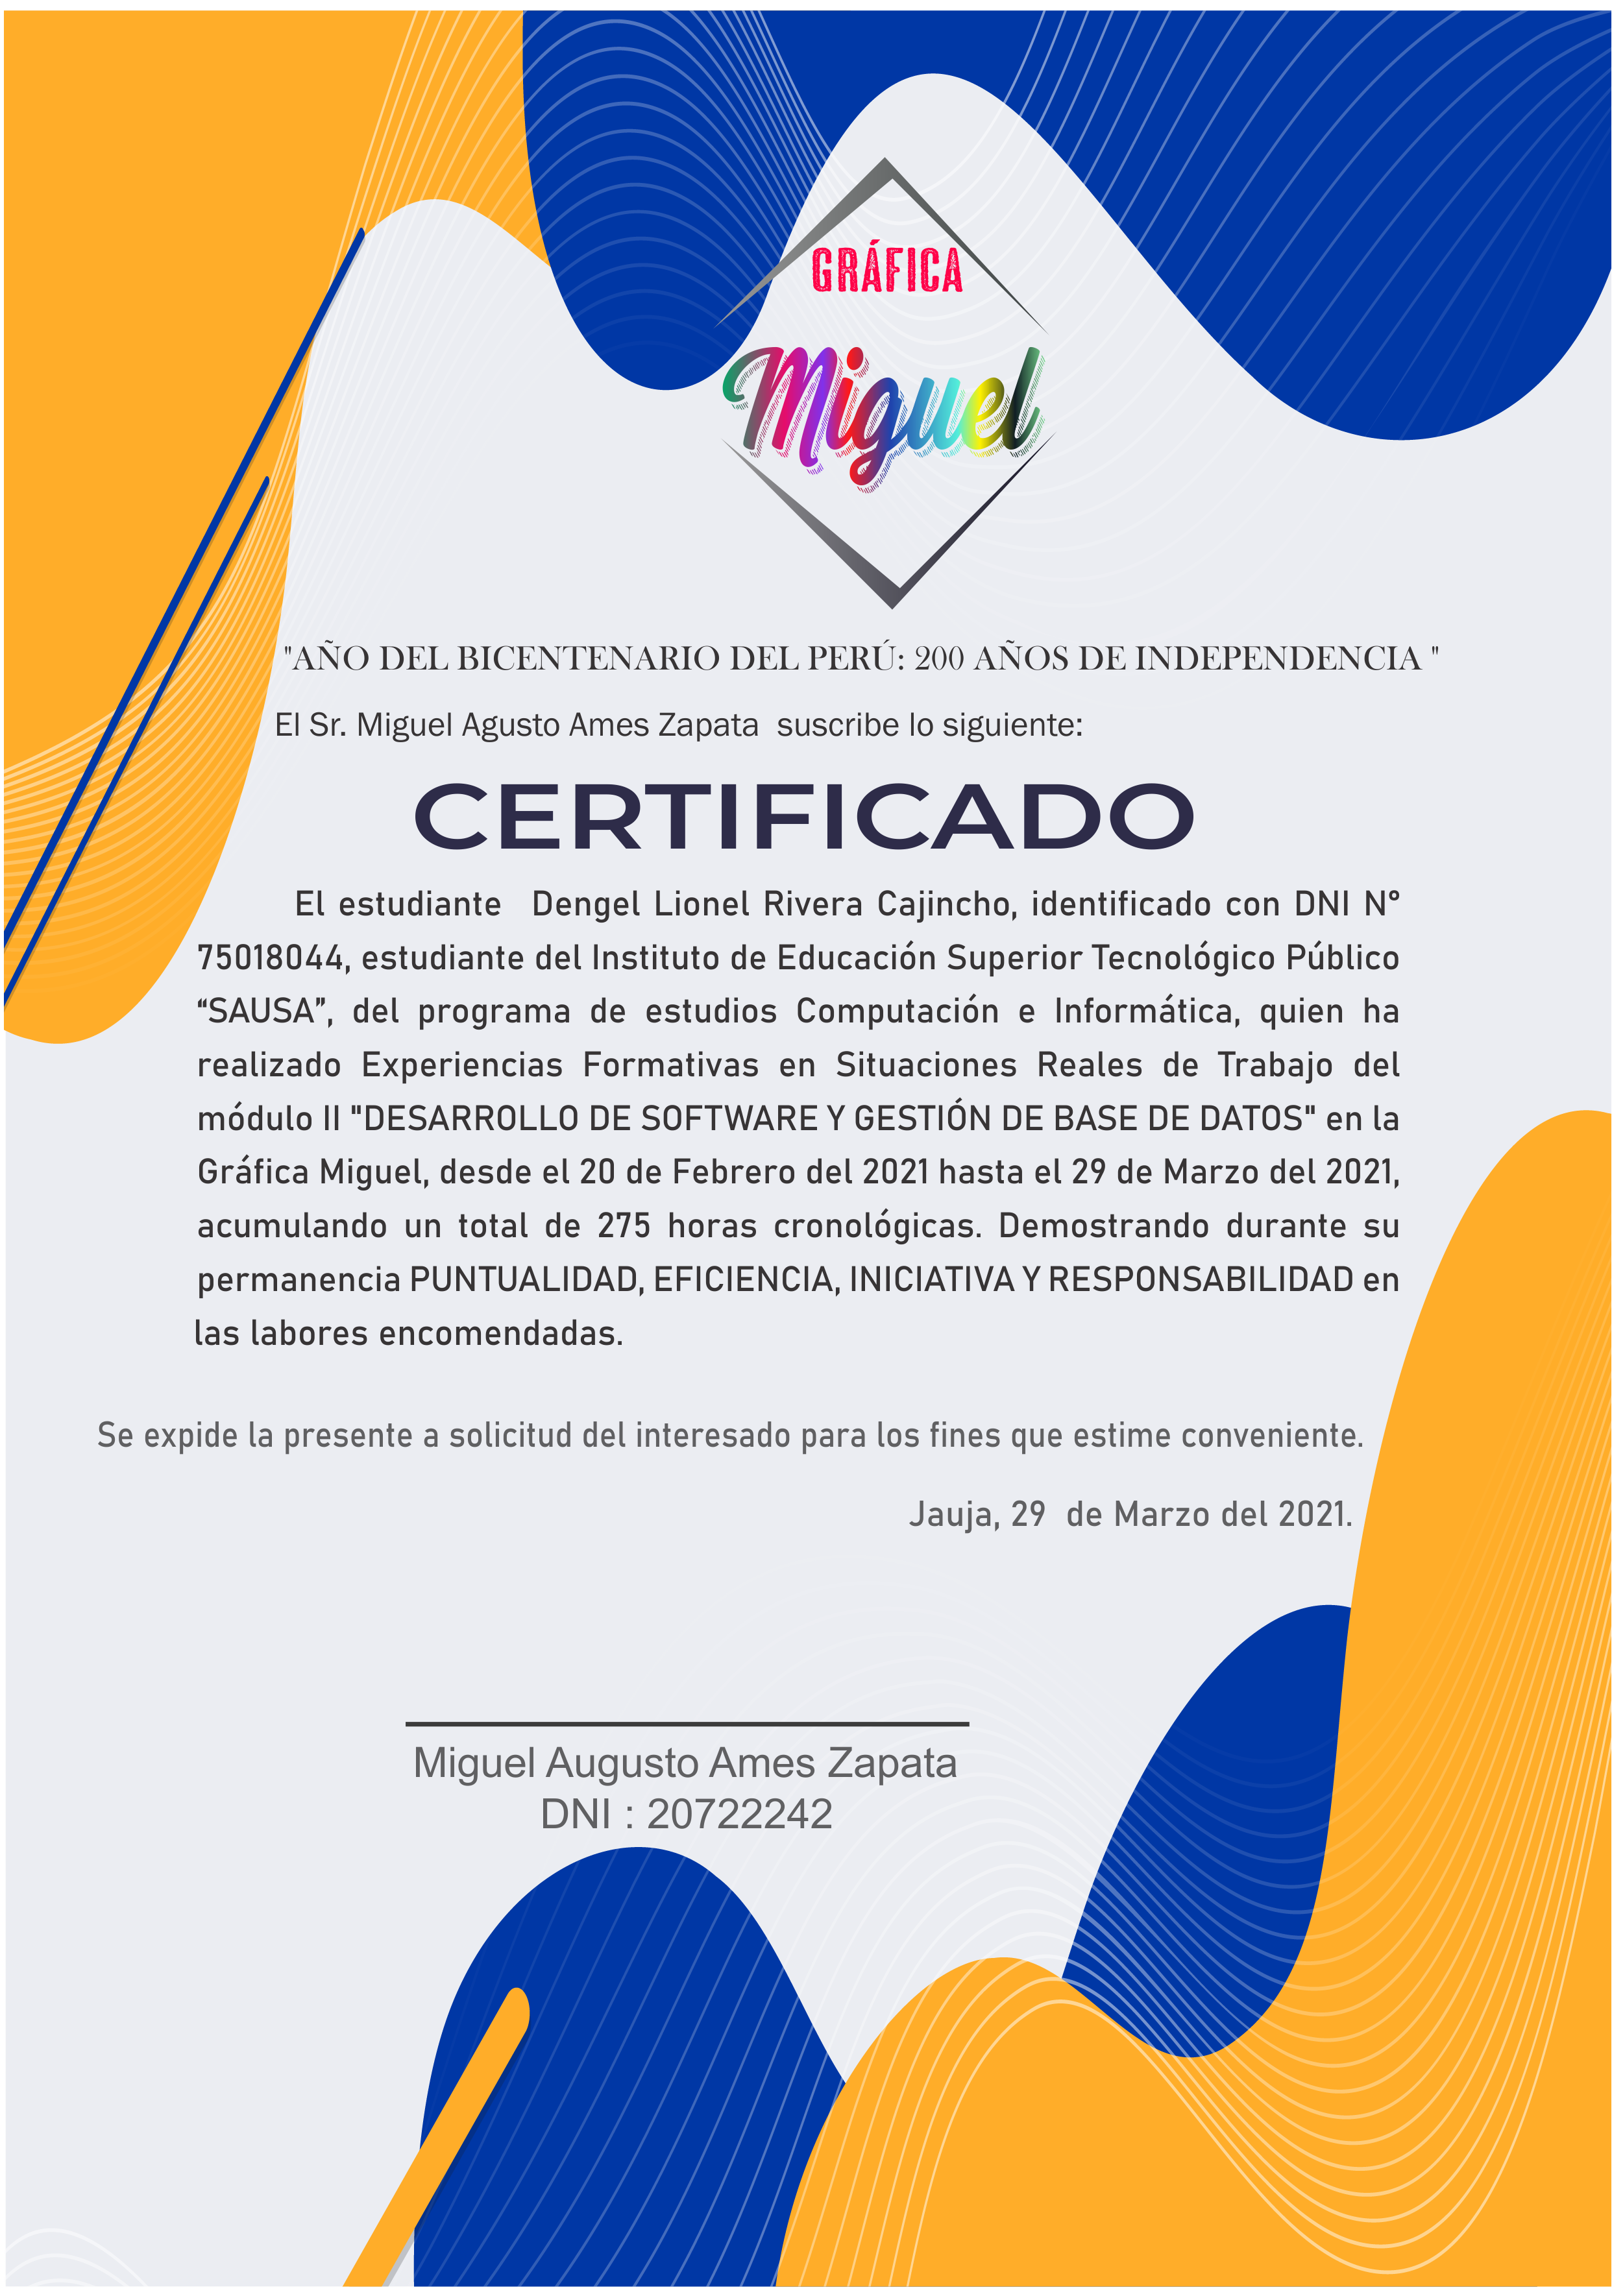 GRÁFICA
Miguel
"AÑO DEL BICENTENARIO DEL PERÚ: 200 AÑOS DE INDEPENDENCIA "
El Sr. Miguel Agusto Ames Zapata  suscribe lo siguiente:
CERTIFICADO
El estudiante  Dengel Lionel Rivera Cajincho, identificado con DNI N°
75018044, estudiante del Instituto de Educación Superior Tecnológico Público
“SAUSA”, del programa de estudios Computación e Informática, quien ha
realizado Experiencias Formativas en Situaciones Reales de Trabajo del
módulo II "DESARROLLO DE SOFTWARE Y GESTIÓN DE BASE DE DATOS" en la
Gráfica Miguel, desde el 20 de Febrero del 2021 hasta el 29 de Marzo del 2021,
acumulando un total de 275 horas cronológicas. Demostrando durante su
permanencia PUNTUALIDAD, EFICIENCIA, INICIATIVA Y RESPONSABILIDAD en
las labores encomendadas.
Se expide la presente a solicitud del interesado para los fines que estime conveniente.
Jauja, 29  de Marzo del 2021.
Miguel Augusto Ames Zapata
DNI : 20722242